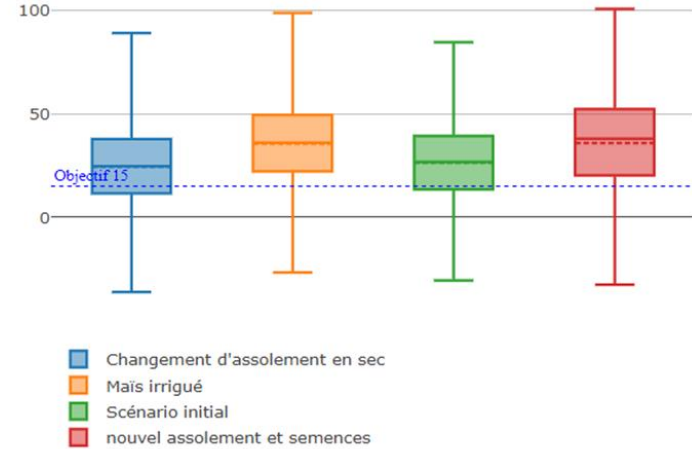 100
50
Objectif 15
0
Changement d'assolement en sec
Maïs irrigué
Scénario initial
nouvel assolement et semences